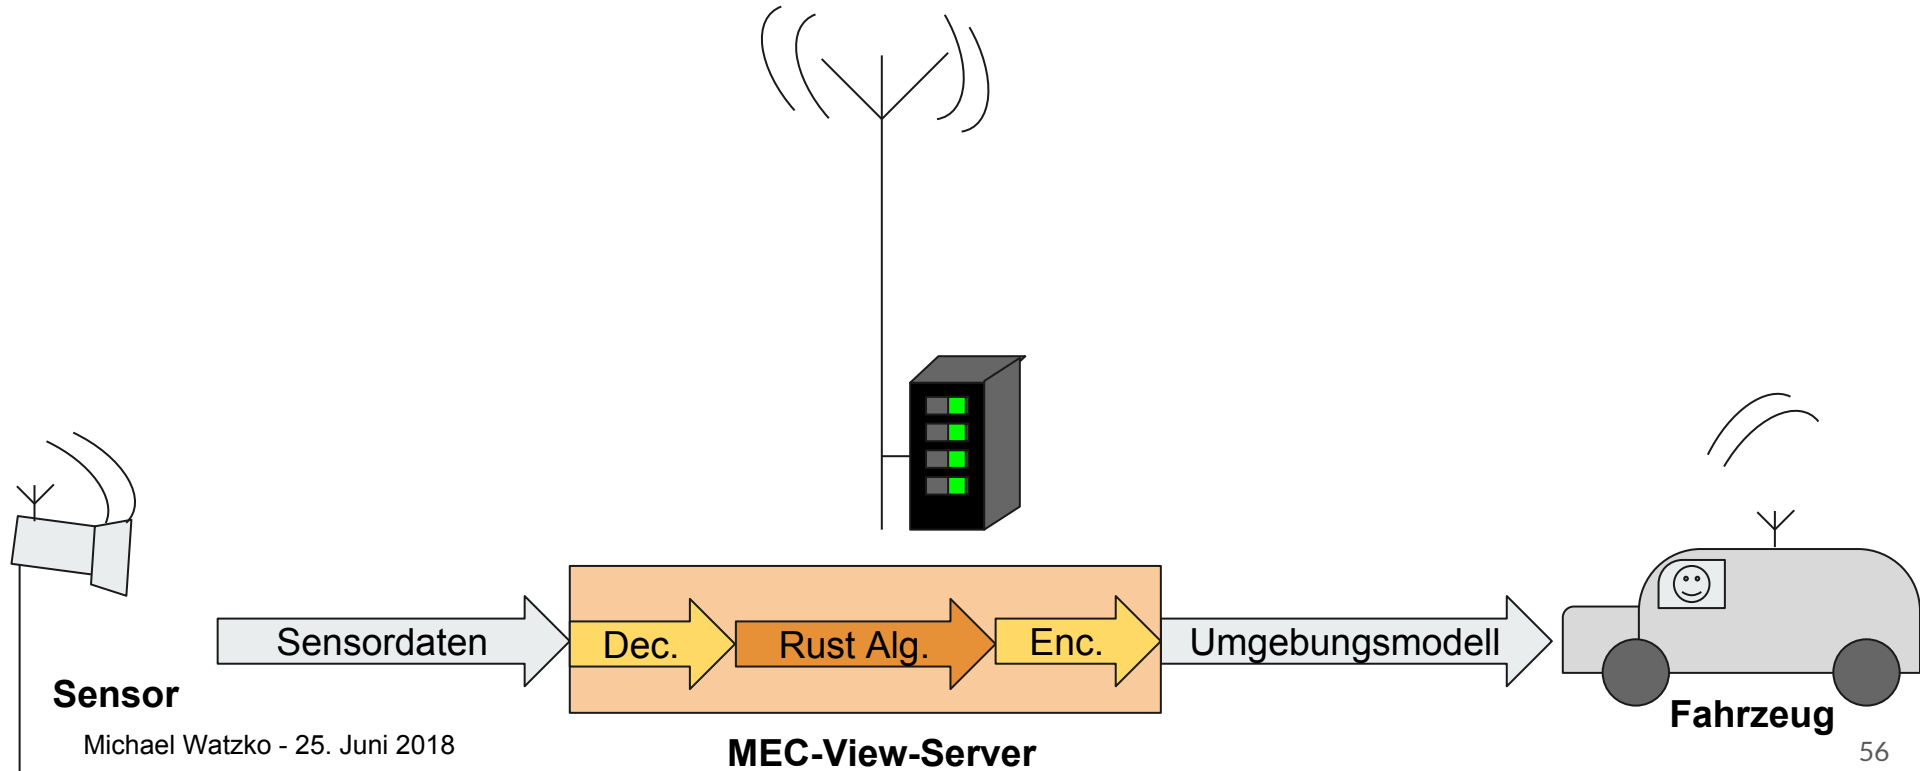 Sensordaten
Dec.
Rust Alg.
Enc.
Umgebungsmodell
Sensor
Fahrzeug
Michael Watzko - 25. Juni 2018
MEC-View-Server
56